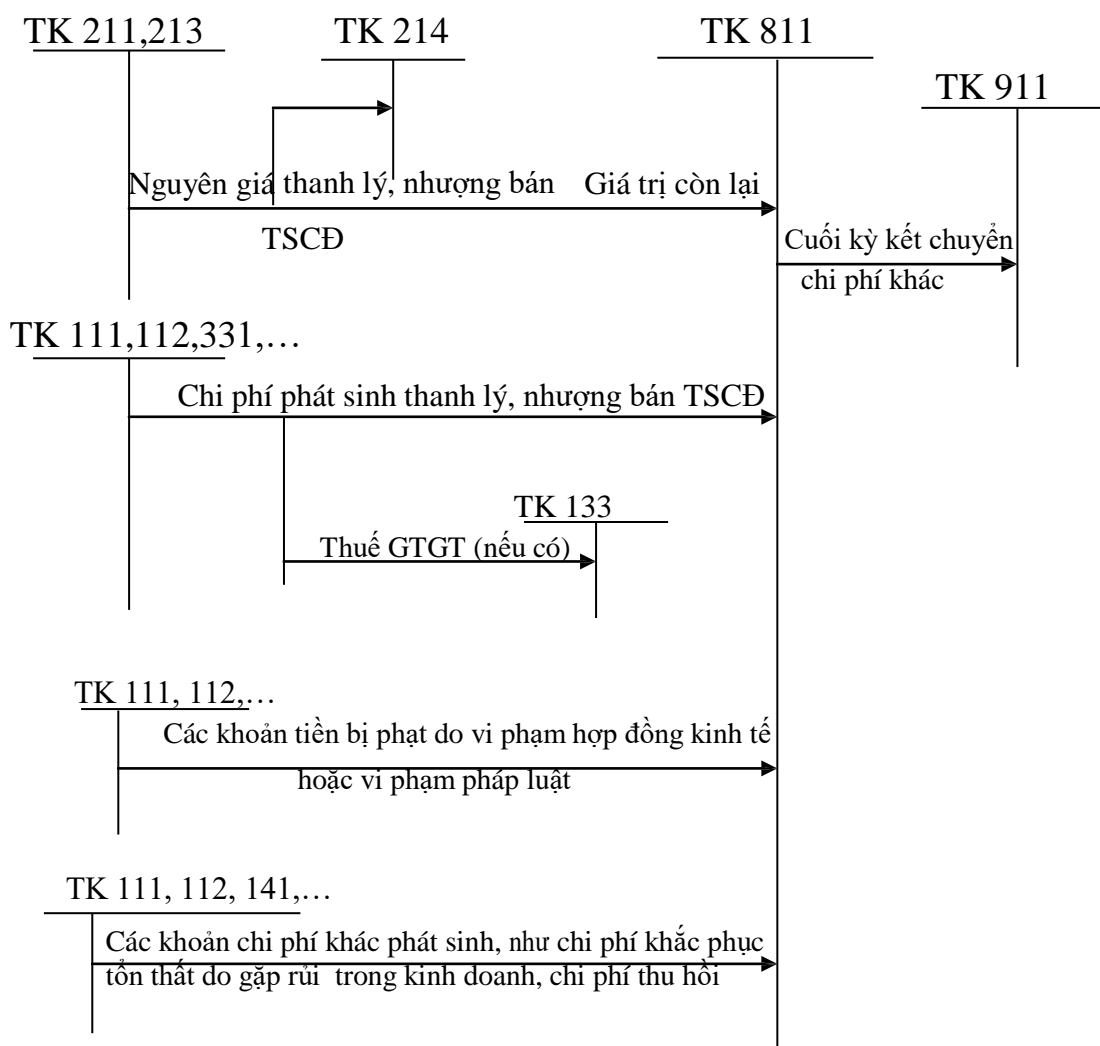 TK 211,213
TK 214
TK 811
TK 911
Nguyên giá thanh lý, nhượng bán
TSCĐ
Giá trị còn lại
Cuối kỳ kết chuyển
chi phí khác
TK 111,112,331,…
Chi phí phát sinh thanh lý, nhượng bán TSCĐ
TK 133
Thuế GTGT (nếu có)
TK 111, 112,…
Các khoản tiền bị phạt do vi phạm hợp đồng kinh tế
hoặc vi phạm pháp luật
TK 111, 112, 141,…
Các khoản chi phí khác phát sinh, như chi phí khắc phục
tổn thất do gặp rủi trong kinh doanh, chi phí thu hồi